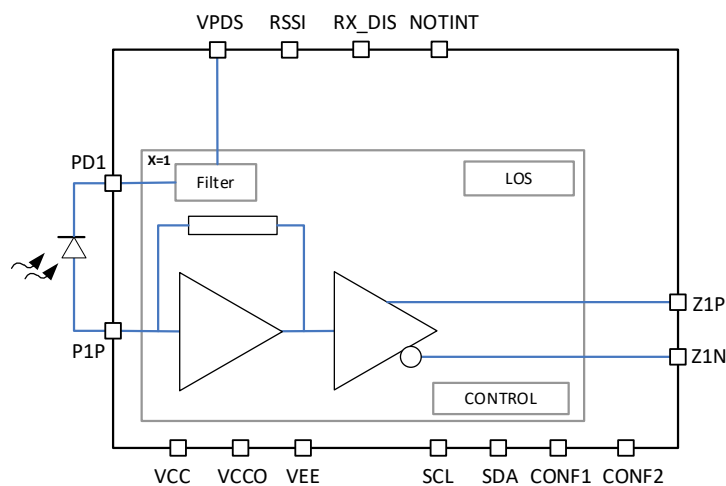 VPDS RSSI RX_DIS NOTINT
X=1
PD1
Filter
LOS
Z1P
P1P
Z1N
CONTROL
VCC VCCO VEE SCL SDA CONF1 CONF2